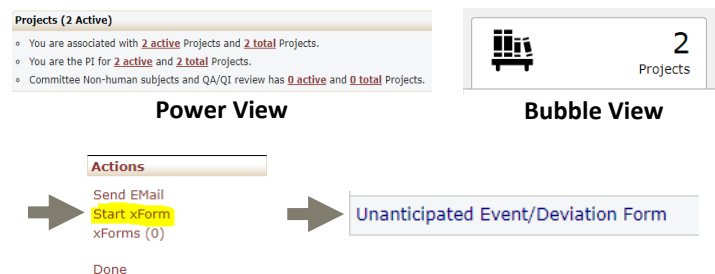 Projects (2 Active)
You are associated with 2 active Projects and 2 total Projects.
You are the PI for 2 active and 2 total Projects.
Committee Non-human subjects and QA/QI review has 0 active and 0 total Projects.
Power View
2
Projects
Bubble View
Actions
Send EMail
Start xForm
xForms (0)
Done
Unanticipated Event/Deviation Form